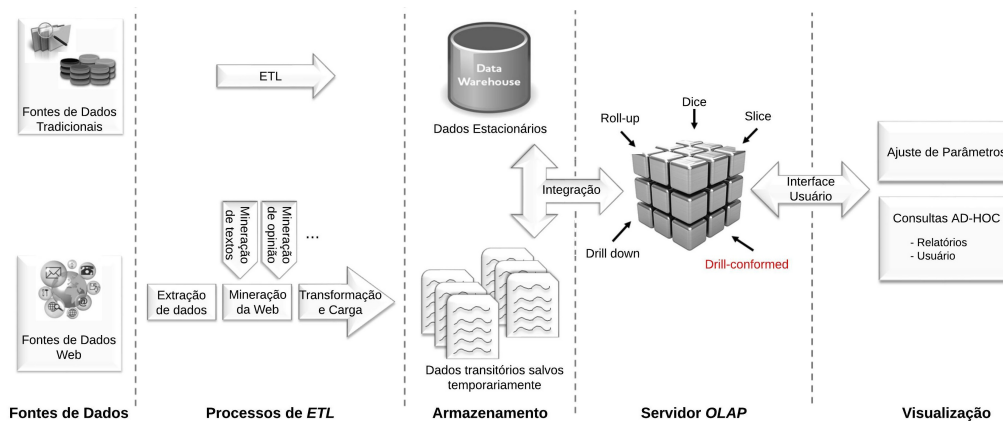 Fontes de Dados
Tradicionais
ETL
Data
Warehouse
Dados Estacionários
Roll-up
Dice
Slice
Drill down
Drill-conformed
Integração
Interface
Usuário
Ajuste de Parâmetros
Consultas AD-HOC
- Relatórios
- Usuário
Mineração
de textos
Mineração
de opinião
...
Extração
de dados
Mineração
da Web
Transformação
e Carga
Fontes de Dados
Web
Dados transitórios salvos
temporariamente
Fontes de Dados
Processos de ETL
Armazenamento
Servidor OLAP
Visualização